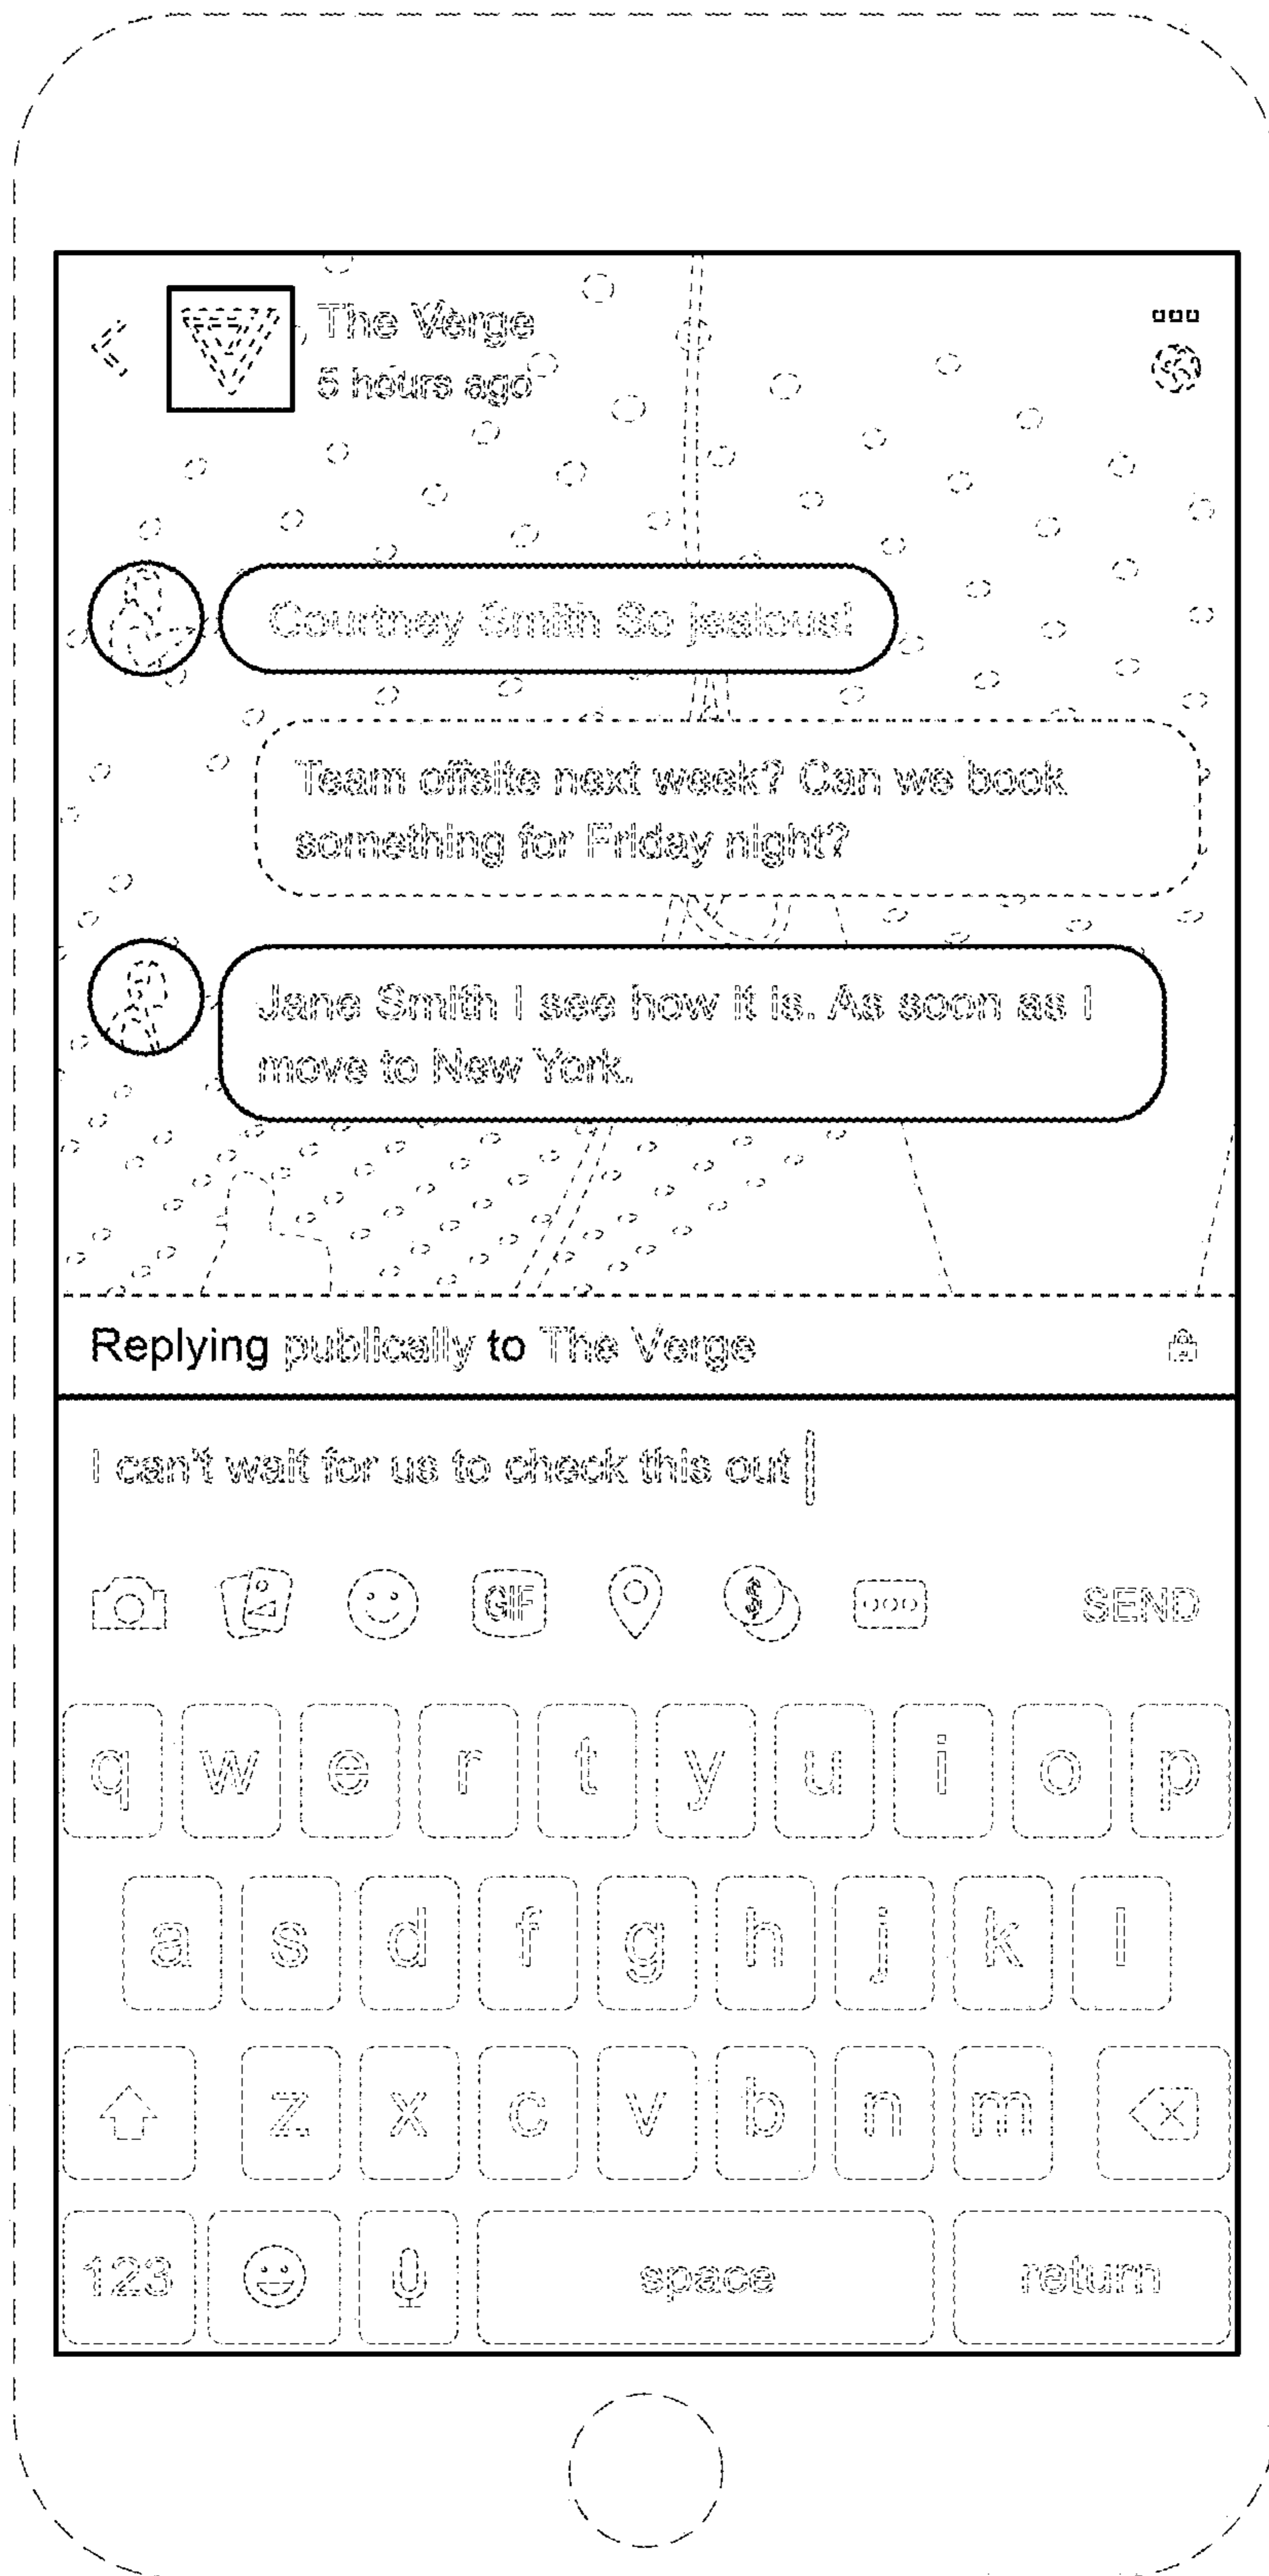 The Verge
5 hours ago
Courtney Smith So jealous!
Team offsite next week? Can we book
something for Friday night?
Jane Smith I see how it is. As soon as I
move to New York.
Replying publically to The Verge
I can't wait for us to check this out
GIF
$
SEND
q w e r t y u i o p
a s d f g h j k l
z x c v b n m
123 space return